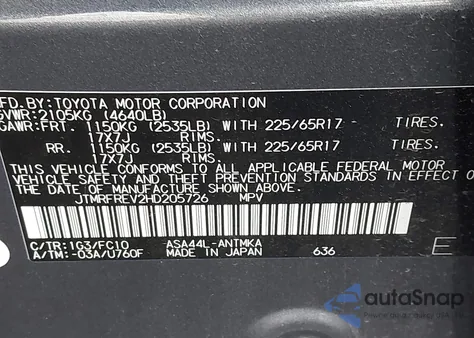 MFD. BY: TOYOTA MOTOR CORPORATION
GVWR: 2105KG (4640LB)
GAWR: FRT. 1150KG (2535LB) WITH 225/65R17 TIRES.
17X7J RIMS.
RR. 1150KG (2535LB) WITH 225/65R17 TIRES.
17X7J RIMS.
THIS VEHICLE CONFORMS TO ALL APPLICABLE FEDERAL MOTOR
VEHICLE SAFETY AND THEFT PREVENTION STANDARDS IN EFFECT O
THE DATE OF MANUFACTURE SHOWN ABOVE.
JTMRFREV2HD205726 MPV
C/TR: 1G3/FC10 ASA44L-ANTMKA
A/TM: -03A/U760F MADE IN JAPAN 636 E
autaSnap